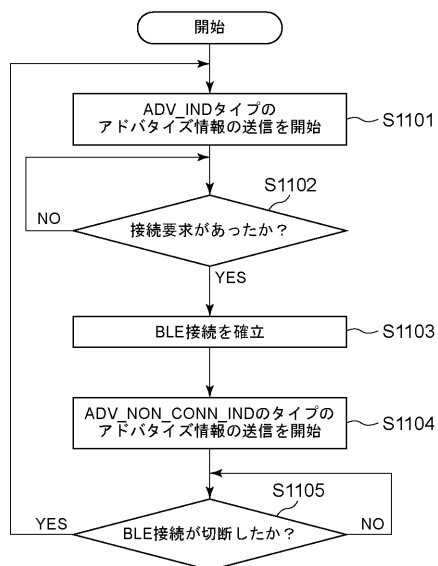 開始
ADV_INDタイプの
アドバタイズ情報の送信を開始
S1101
S1102
接続要求があったか？
NO
YES
BLE接続を確立
S1103
ADV_NON_CONN_INDのタイプの
アドバタイズ情報の送信を開始
S1104
S1105
YES
BLE接続が切断したか？
NO